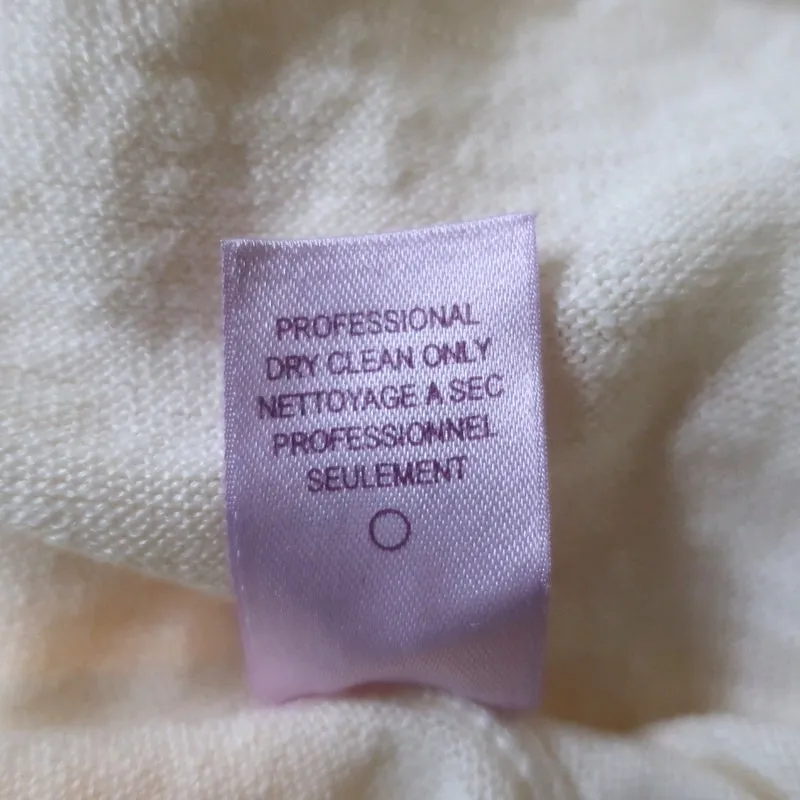 PROFESSIONAL
DRY CLEAN ONLY
NETTOYAGE A SEC
PROFESSIONNEL
SEULEMENT